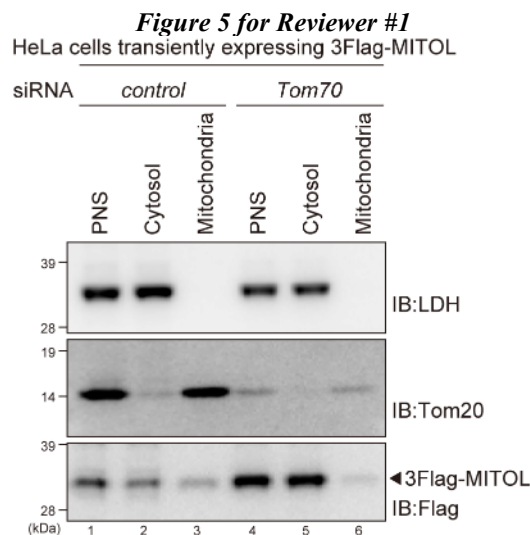 Figure 5 for Reviewer #1
HeLa cells transiently expressing 3Flag-MITOL
siRNA control Tom70
PNS Cytosol Mitochondria PNS Cytosol Mitochondria
39
28
IB:LDH
19
14
IB:Tom20
39
28
3Flag-MITOL
IB:Flag
(kDa) 1 2 3 4 5 6